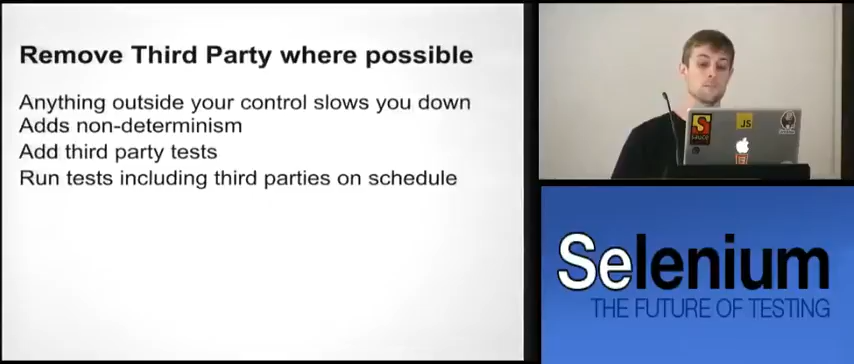 Remove Third Party where possible
Anything outside your control slows you down
Adds non-determinism
Add third party tests
Run tests including third parties on schedule
JS
Selenium
THE FUTURE OF TESTING